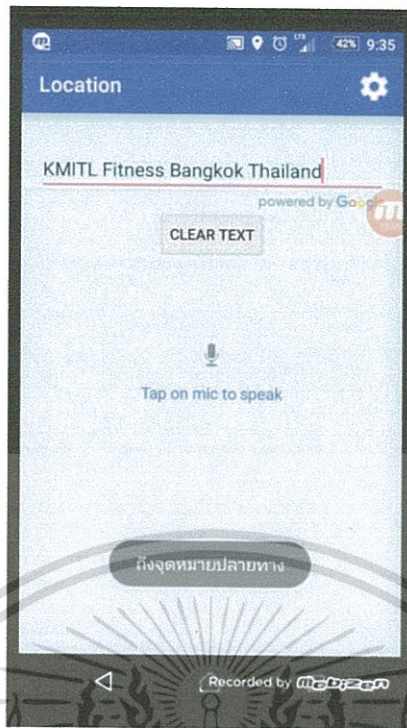 LTE 42% 9:35
Location
KMITL Fitness Bangkok Thailand
powered by Google
CLEAR TEXT
Tap on mic to speak
ถึงจุดหมายปลายทาง
Recorded by mobizen